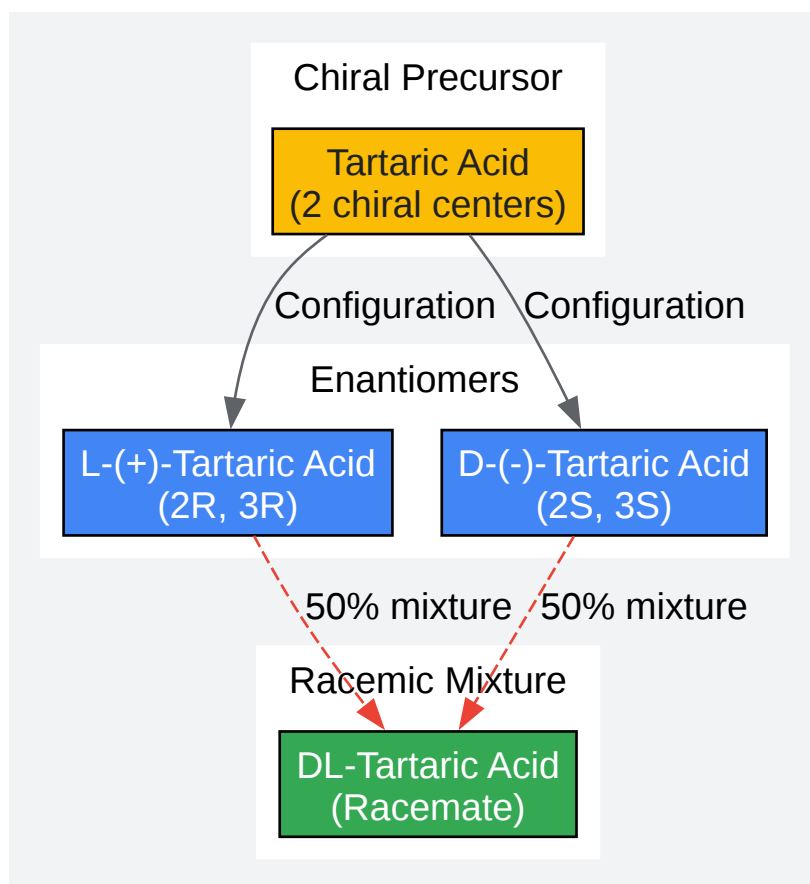 Chiral Precursor
Tartaric Acid
(2 chiral centers)
Configuration
Configuration
Enantiomers
L-(+)-Tartaric Acid
(2R, 3R)
D-(-)-Tartaric Acid
(2S, 3S)
50% mixture
50% mixture
Racemic Mixture
DL-Tartaric Acid
(Racemate)